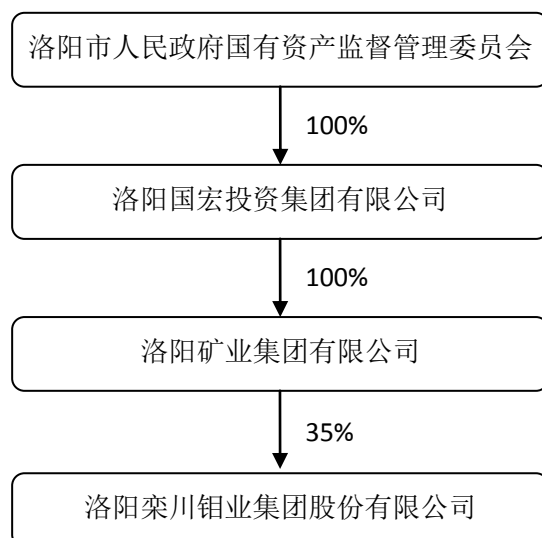 洛阳市人民政府国有资产监督管理委员会
100%
洛阳国宏投资集团有限公司
100%
洛阳矿业集团有限公司
35%
洛阳栾川钼业集团股份有限公司